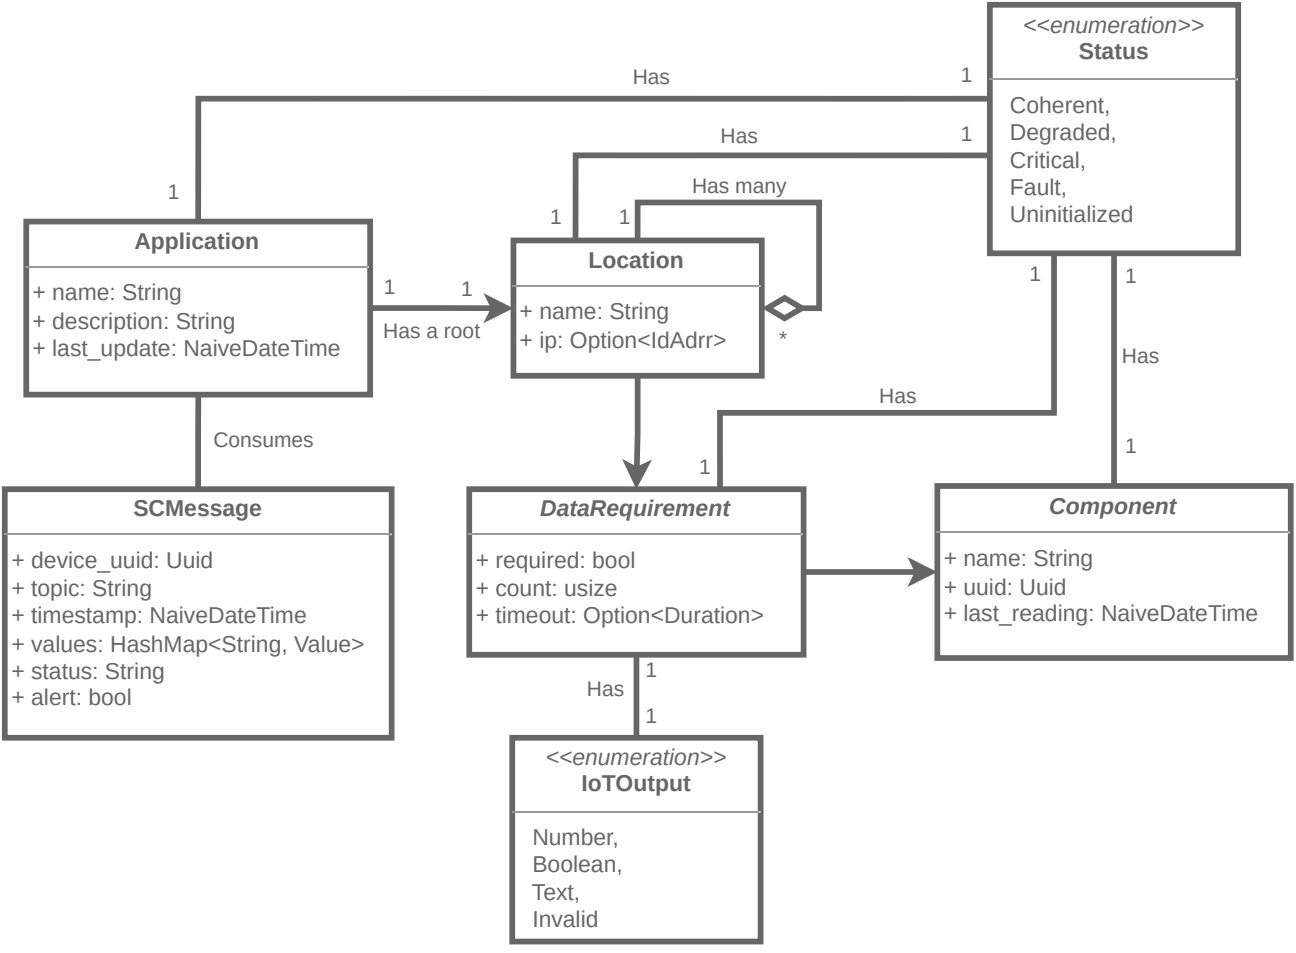 <<enumeration>>
Status
Coherent,
Degraded,
Critical,
Fault,
Uninitialized
Has
1
1
Has
1
1
Has many
1
*
Application
+ name: String
+ description: String
+ last_update: NaiveDateTime
1
1
Has a root
Location
+ name: String
+ ip: Option<IdAdrr>
1
Has
1
1
Has
1
Consumes
SCMessage
+ device_uuid: Uuid
+ topic: String
+ timestamp: NaiveDateTime
+ values: HashMap<String, Value>
+ status: String
+ alert: bool
DataRequirement
+ required: bool
+ count: usize
+ timeout: Option<Duration>
Component
+ name: String
+ uuid: Uuid
+ last_reading: NaiveDateTime
1
Has
1
<<enumeration>>
IoTOutput
Number,
Boolean,
Text,
Invalid